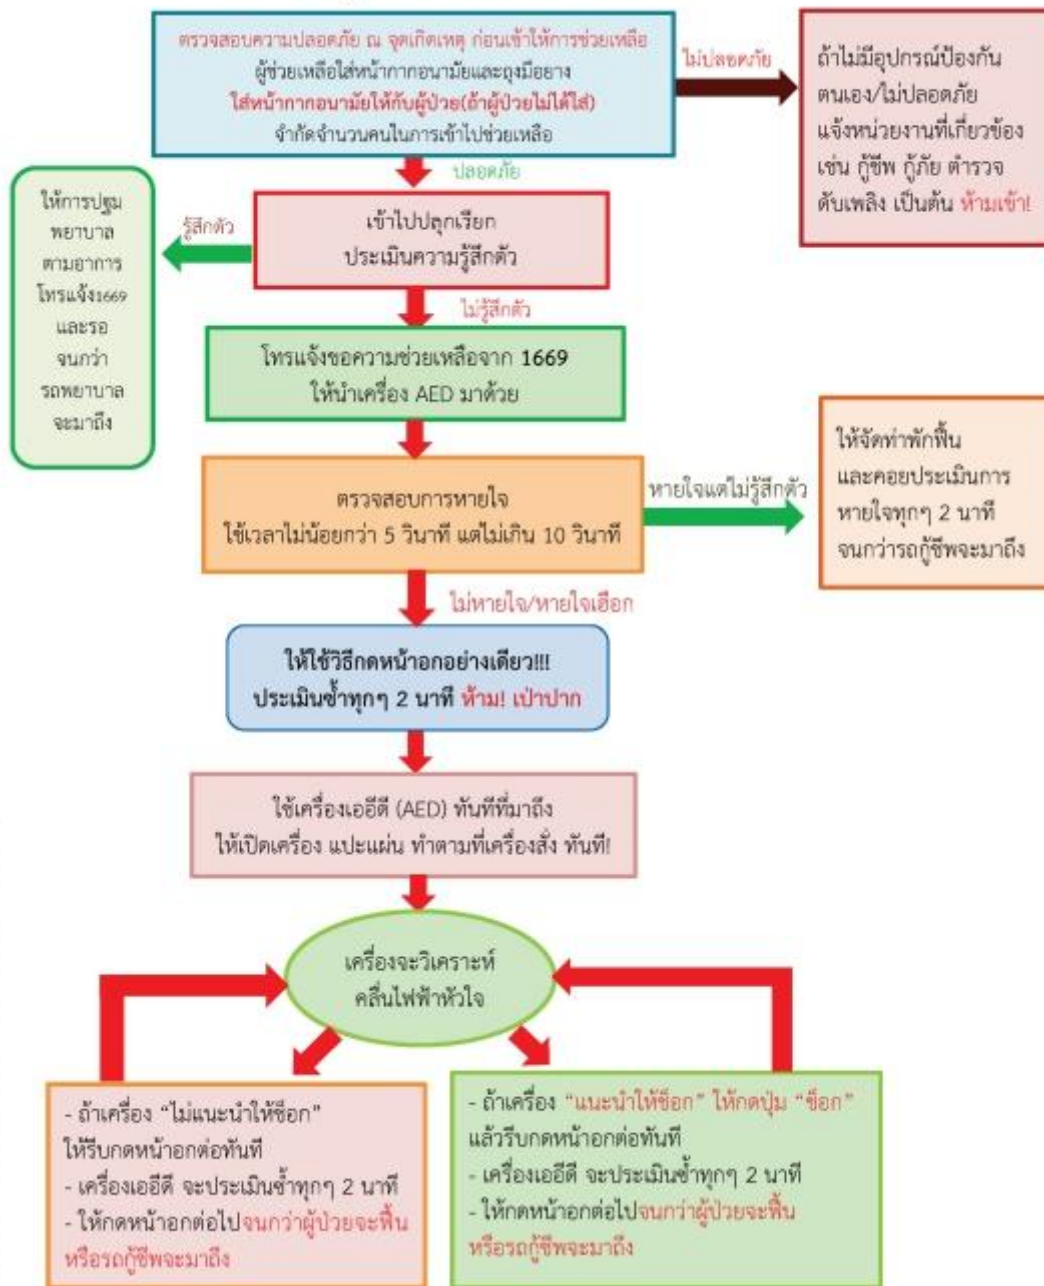 ตรวจสอบความปลอดภัย ณ จุดเกิดเหตุ ก่อนเข้าให้การช่วยเหลือ
ผู้ช่วยเหลือใส่หน้ากากอนามัยและถุงมือยาง
ใส่หน้ากากอนามัยให้กับผู้ป่วย(ถ้าผู้ป่วยไม่ได้ใส่)
จำกัดจำนวนคนในการเข้าไปช่วยเหลือ
ไม่ปลอดภัย
ถ้าไม่มีอุปกรณ์ป้องกัน
ตนเอง/ไม่ปลอดภัย
แจ้งหน่วยงานที่เกี่ยวข้อง
เช่น กู้ชีพ กู้ภัย ตำรวจ
ดับเพลิง เป็นต้น ห้ามเข้า!
ปลอดภัย
เข้าไปปลุกเรียก
ประเมินความรู้สึกตัว
รู้สึกตัว
ให้การปฐม
พยาบาล
ตามอาการ
โทรแจ้ง1669
และรอ
จนกว่า
รถพยาบาล
จะมาถึง
ไม่รู้สึกตัว
โทรแจ้งขอความช่วยเหลือจาก 1669
ให้นำเครื่อง AED มาด้วย
ตรวจสอบการหายใจ
ใช้เวลาไม่น้อยกว่า 5 วินาที แต่ไม่เกิน 10 วินาที
หายใจแต่ไม่รู้สึกตัว
ให้จัดท่าพักฟื้น
และคอยประเมินการ
หายใจทุกๆ 2 นาที
จนกว่ารถกู้ชีพจะมาถึง
ไม่หายใจ/หายใจเฮือก
ให้ใช้วิธีกดหน้าอกอย่างเดียว!!!
ประเมินซ้ำทุกๆ 2 นาที ห้าม! เป่าปาก
ใช้เครื่องเออีดี (AED) ทันทีที่มาถึง
ให้เปิดเครื่อง แปะแผ่น ทำตามที่เครื่องสั่ง ทันที!
เครื่องจะวิเคราะห์
คลื่นไฟฟ้าหัวใจ
- ถ้าเครื่อง “ไม่แนะนำให้ช็อก”
ให้รีบกดหน้าอกต่อทันที
- เครื่องเออีดี จะประเมินซ้ำทุกๆ 2 นาที
- ให้กดหน้าอกต่อไปจนกว่าผู้ป่วยจะฟื้น
หรือรถกู้ชีพจะมาถึง
- ถ้าเครื่อง “แนะนำให้ช็อก” ให้กดปุ่ม “ช็อก”
แล้วรีบกดหน้าอกต่อทันที
- เครื่องเออีดี จะประเมินซ้ำทุกๆ 2 นาที
- ให้กดหน้าอกต่อไปจนกว่าผู้ป่วยจะฟื้น
หรือรถกู้ชีพจะมาถึง